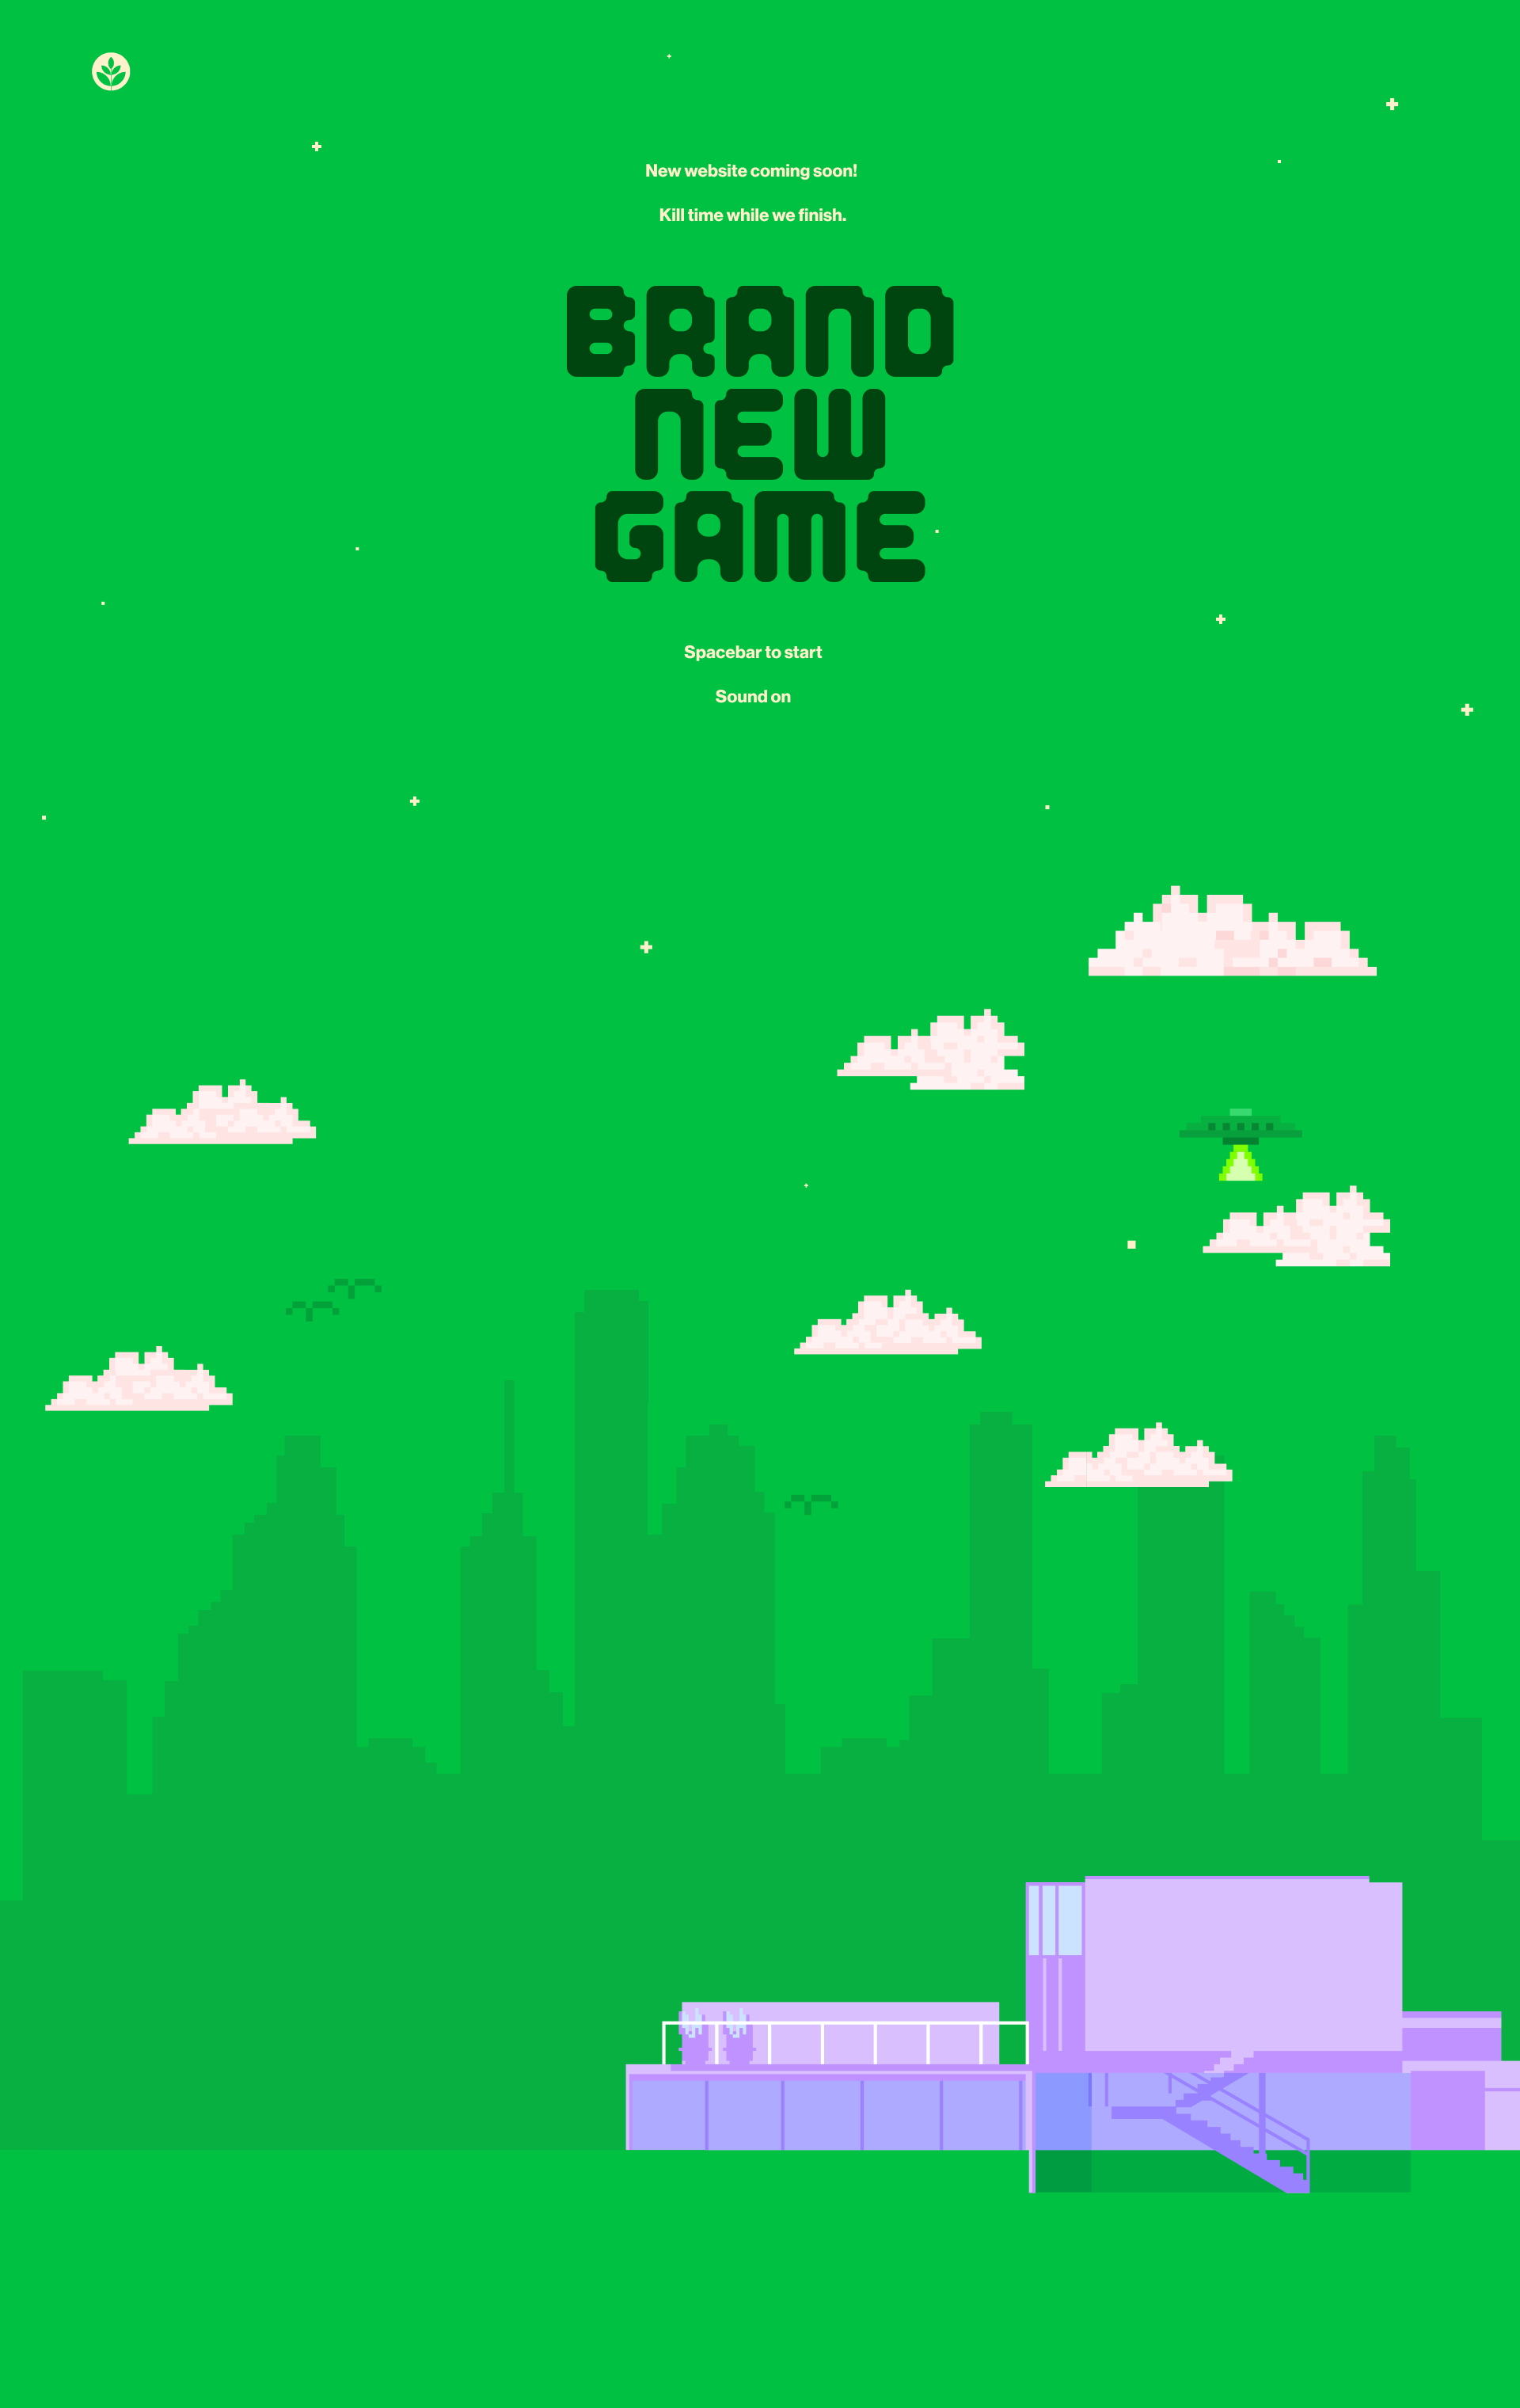 New website coming soon!
Kill time while we finish.
BRAND
NEW
GAME
Spacebar to start
Sound on